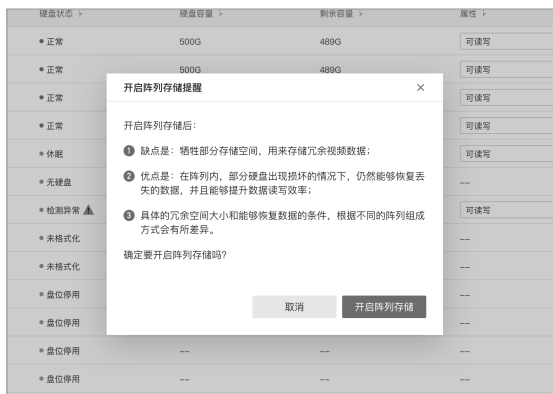 硬盘状态 硬盘容量 剩余容量 属性
正常 500G 489G 可读写
正常 500G 489G 可读写
开启阵列存储提醒 ×
正常 可读写
开启阵列存储后:
正常 可读写
1 缺点是:牺牲部分存储空间,用来存储冗余视频数据;
休眠 可读写
2 优点是:在阵列内,部分硬盘出现损坏的情况下,仍然能够恢复丢
无硬盘 --
失的数据,并且能够提升数据读写效率;
检测异常 可读写
3 具体的冗余空间大小和能够恢复数据的条件,根据不同的阵列组成
方式会有所差异。
未格式化 --
确定要开启阵列存储吗?
未格式化 --
盘位停用 --
取消 开启阵列存储
盘位停用 --
盘位停用 -- -- --
盘位停用 -- -- --